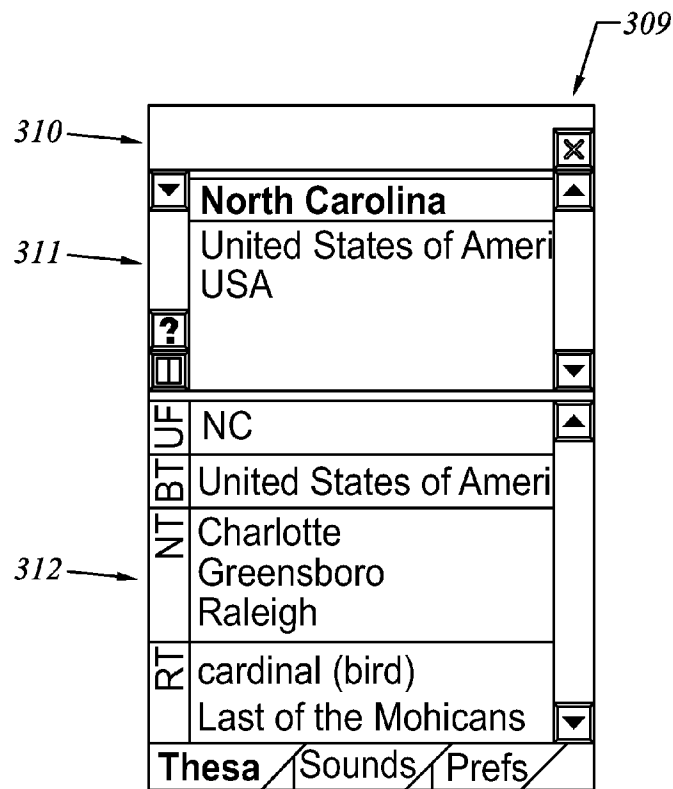 309
310
North Carolina
311
United States of Ameri
USA
?
UF NC
BT United States of Ameri
NT Charlotte
Greensboro
312
Raleigh
RT cardinal (bird)
Last of the Mohicans
Thesa Sounds Prefs